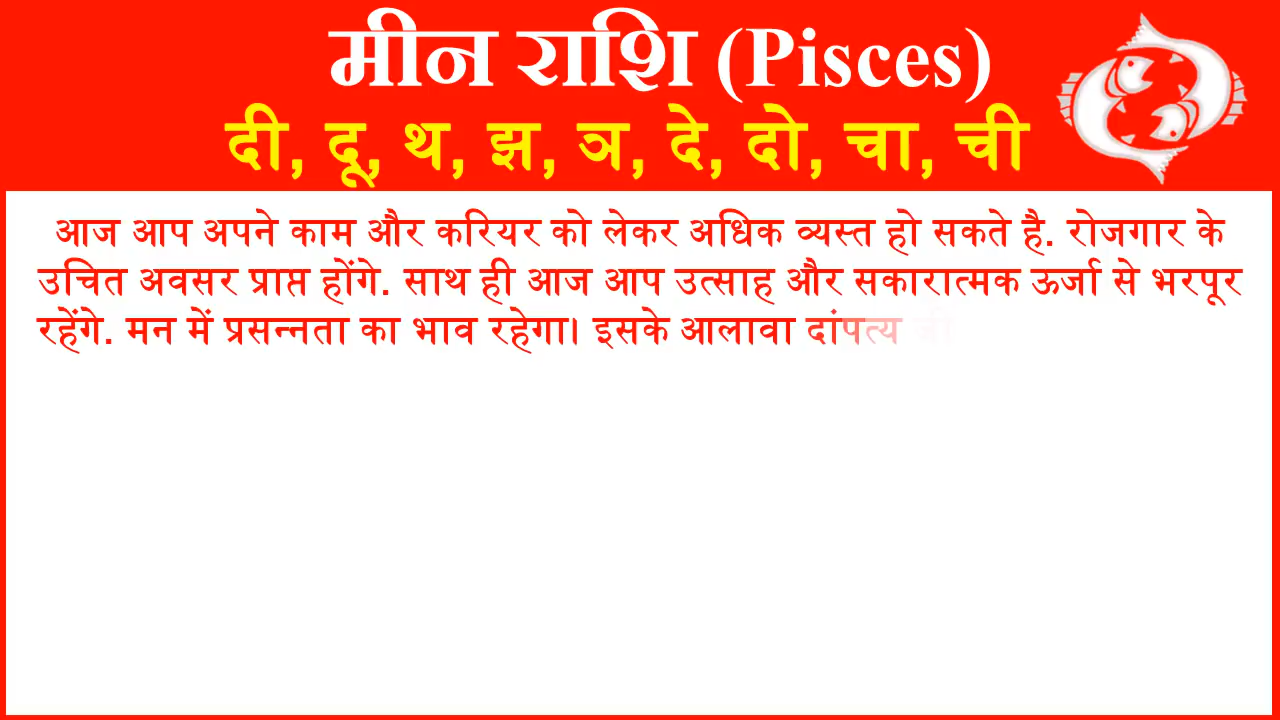 मीन राशि (Pisces)
दी, दू, थ, झ, ञ, दे, दो, चा, ची
आज आप अपने काम और करियर को लेकर अधिक व्यस्त हो सकते है. रोजगार के
उचित अवसर प्राप्त होंगे. साथ ही आज आप उत्साह और सकारात्मक ऊर्जा से भरपूर
रहेंगे. मन में प्रसन्नता का भाव रहेगा। इसके आलावा दांपत्य